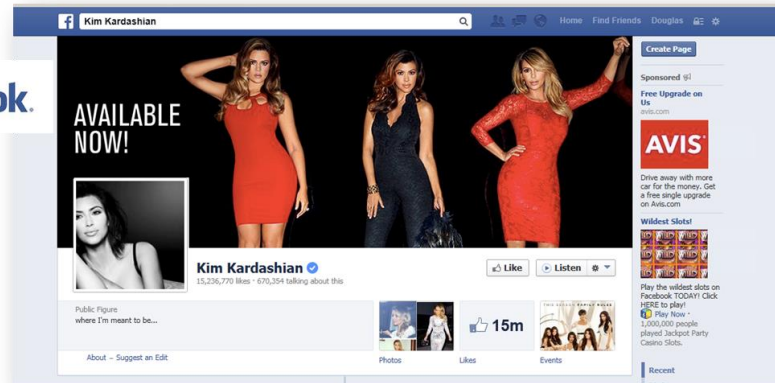 Kim Kardashian
Home Find Friends Douglas
ok.
AVAILABLE
NOW!
Kim Kardashian
15,236,770 likes · 670,354 talking about this
Like
Listen
Public Figure
where I'm meant to be...
About – Suggest an Edit
Photos
15m
Likes
Events
Create Page
Sponsored
Free Upgrade on
Us
avis.com
AVIS
Drive away with more
car for the money. Get
a free single upgrade
on Avis.com
Wildest Slots!
WILD WILD WILD
Play the wildest slots on
Facebook TODAY! Click
HERE to play!
Play Now ·
1,000,000 people
played Jackpot Party
Casino Slots.
Recent